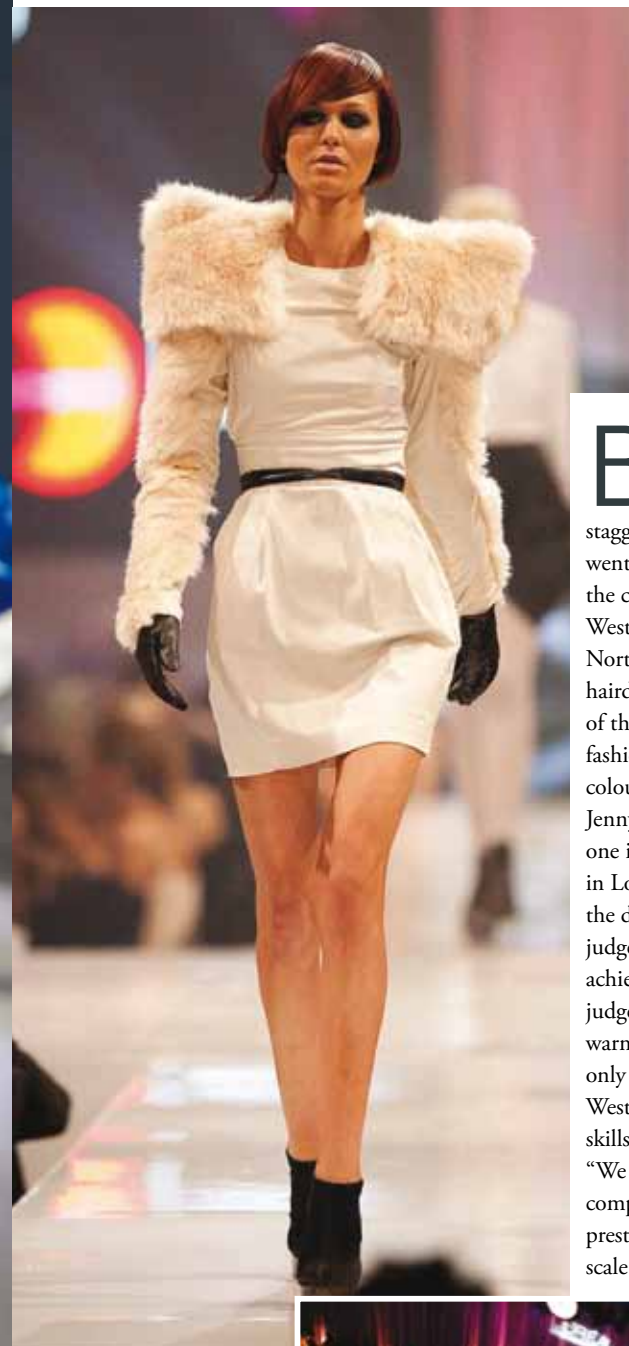 B
stagg
went
the c
West
Nort
haird
of th
fashi
colou
Jenny
one i
in Lo
the d
judge
achie
judge
warn
only
West
skills
“We
comp
prest
scale